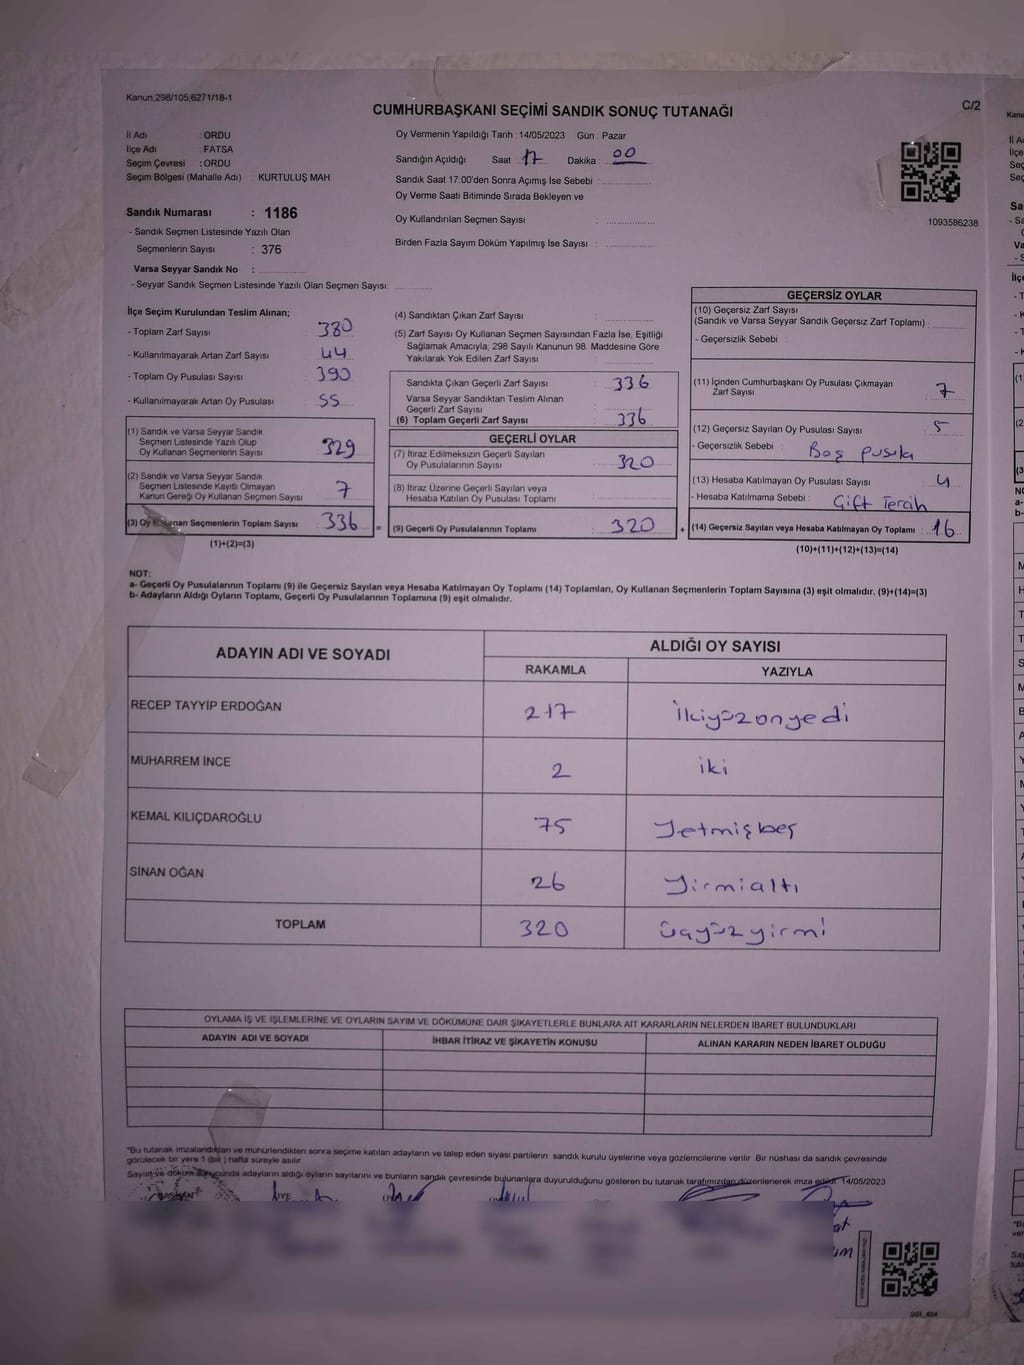 Kanun;298/105;6271/18-1
C/2
CUMHURBAŞKANI SEÇİMİ SANDIK SONUÇ TUTANAĞI
İl Adı : ORDU
İlçe Adı : FATSA
Seçim Çevresi : ORDU
Seçim Bölgesi (Mahalle Adı) : KURTULUŞ MAH.
Sandık Numarası : 1186
- Sandık Seçmen Listesinde Yazılı Olan
Seçmenlerin Sayısı : 376
Varsa Seyyar Sandık No :
- Seyyar Sandık Seçmen Listesinde Yazılı Olan Seçmen Sayısı:
Oy Vermenin Yapıldığı Tarih : 14/05/2023 Gün : Pazar
Sandığın Açıldığı Saat : 17 Dakika : 00
Sandık Saat 17:00'den Sonra Açımış İse Sebebi :
Oy Verme Saati Bitiminde Sırada Bekleyen ve
Oy Kullandırılan Seçmen Sayısı :
Birden Fazla Sayım Döküm Yapılmış İse Sayısı :
1093586238
İlçe Seçim Kurulundan Teslim Alınan;
- Toplam Zarf Sayısı : 380
- Kullanılmayarak Artan Zarf Sayısı : 44
- Toplam Oy Pusulası Sayısı : 390
- Kullanılmayarak Artan Oy Pusulası : 55
(1) Sandık ve Varsa Seyyar Sandık
Seçmen Listesinde Yazılı Olup
Oy Kullanan Seçmenlerin Sayısı : 329
(2) Sandık ve Varsa Seyyar Sandık
Seçmen Listesinde Kayıtlı Olmayan
Kanun Gereği Oy Kullanan Seçmen Sayısı : 7
(3) Oy Kullanan Seçmenlerin Toplam Sayısı : 336 =
(1)+(2)=(3)
(4) Sandıktan Çıkan Zarf Sayısı :
(5) Zarf Sayısı Oy Kullanan Seçmen Sayısından Fazla İse, Eşitliği
Sağlamak Amacıyla; 298 Sayılı Kanunun 98. Maddesine Göre
Yakılarak Yok Edilen Zarf Sayısı :
Sandıkta Çıkan Geçerli Zarf Sayısı : 336
Varsa Seyyar Sandıktan Teslim Alınan
Geçerli Zarf Sayısı :
(6) Toplam Geçerli Zarf Sayısı : 336
GEÇERLİ OYLAR
(7) İtiraz Edilmeksizin Geçerli Sayılan
Oy Pusulalarının Sayısı : 320
(8) İtiraz Üzerine Geçerli Sayılan veya
Hesaba Katılan Oy Pusulası Toplamı :
(9) Geçerli Oy Pusulalarının Toplamı : 320 +
GEÇERSİZ OYLAR
(10) Geçersiz Zarf Sayısı
(Sandık ve Varsa Seyyar Sandık Geçersiz Zarf Toplamı) :
- Geçersizlik Sebebi :
(11) İçinden Cumhurbaşkanı Oy Pusulası Çıkmayan
Zarf Sayısı : 7
(12) Geçersiz Sayılan Oy Pusulası Sayısı : 5
- Geçersizlik Sebebi : Boş pusula
(13) Hesaba Katılmayan Oy Pusulası Sayısı : 4
- Hesaba Katılmama Sebebi : Çift Tercih
(14) Geçersiz Sayılan veya Hesaba Katılmayan Oy Toplamı : 16
(10)+(11)+(12)+(13)=(14)
NOT:
a- Geçerli Oy Pusulalarının Toplamı (9) ile Geçersiz Sayılan veya Hesaba Katılmayan Oy Toplamı (14) Toplamları, Oy Kullanan Seçmenlerin Toplam Sayısına (3) eşit olmalıdır. (9)+(14)=(3)
b- Adayların Aldığı Oyların Toplamı, Geçerli Oy Pusulalarının Toplamına (9) eşit olmalıdır.
ADAYIN ADI VE SOYADI
ALDIĞI OY SAYISI
RAKAMLA YAZIYLA
RECEP TAYYİP ERDOĞAN 217 ikiyüzonyedi
MUHARREM İNCE 2 iki
KEMAL KILIÇDAROĞLU 75 yetmişbeş
SİNAN OĞAN 26 yirmialtı
TOPLAM 320 üçyüzyirmi
OYLAMA İŞ VE İŞLEMLERİNE VE OYLARIN SAYIM VE DÖKÜMÜNE DAİR ŞİKAYETLERLE BUNLARA AİT KARARLARIN NELERDEN İBARET BULUNDUKLARI
ADAYIN ADI VE SOYADI İHBAR İTİRAZ VE ŞİKAYETİN KONUSU ALINAN KARARIN NEDEN İBARET OLDUĞU
*Bu tutanak imzalandıktan ve mühürlendikten sonra seçime katılan adayların ve talep eden siyasi partilerin sandık kurulu üyelerine veya gözlemcilerine verilir. Bir nüshası da sandık çevresinde
görülecek bir yere 1 (bir ) hafta süreyle asılır.
Sayım ve döküm sonucunda adayların aldığı oyların sayılarını ve bunların sandık çevresinde bulunanlara duyurulduğunu gösteren bu tutanak tarafımızdan düzenlenerek imza edildi. 14/05/2023
BAŞKAN ÜYE